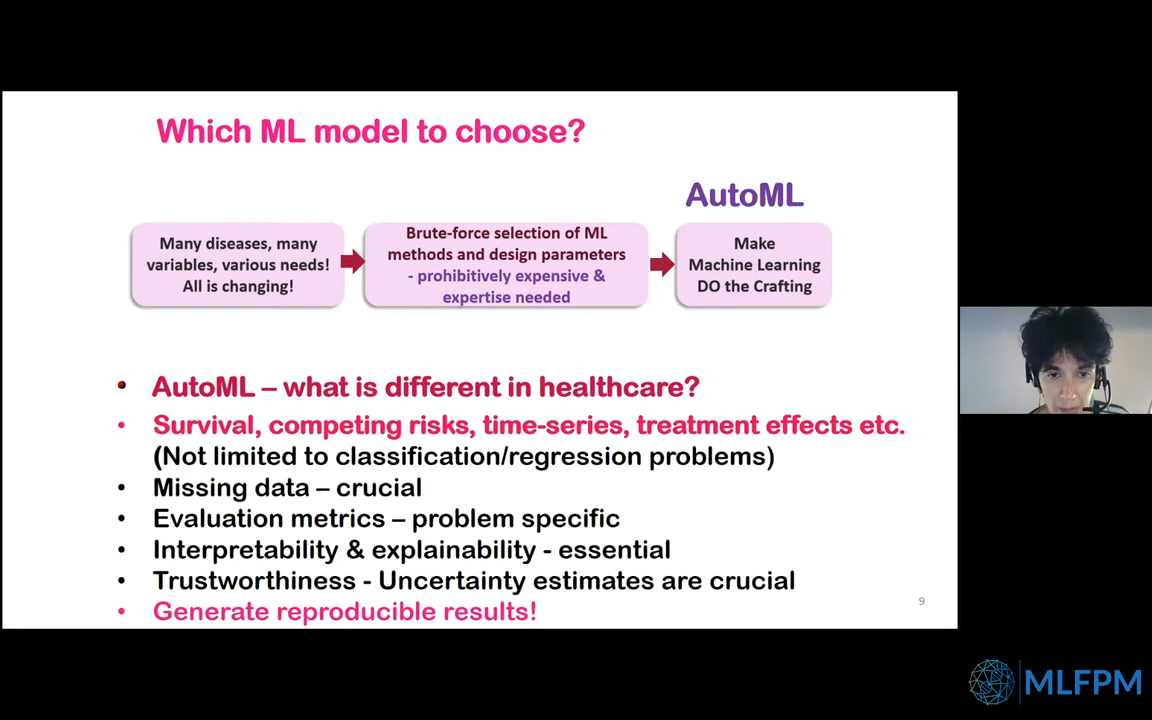 Which ML model to choose?
AutoML
Many diseases, many
variables, various needs!
All is changing!
Brute-force selection of ML
methods and design parameters
- prohibitively expensive &
expertise needed
Make
Machine Learning
DO the Crafting
• AutoML – what is different in healthcare?
• Survival, competing risks, time-series, treatment effects etc.
(Not limited to classification/regression problems)
• Missing data – crucial
• Evaluation metrics – problem specific
• Interpretability & explainability - essential
• Trustworthiness - Uncertainty estimates are crucial
• Generate reproducible results!
9
MLFPM